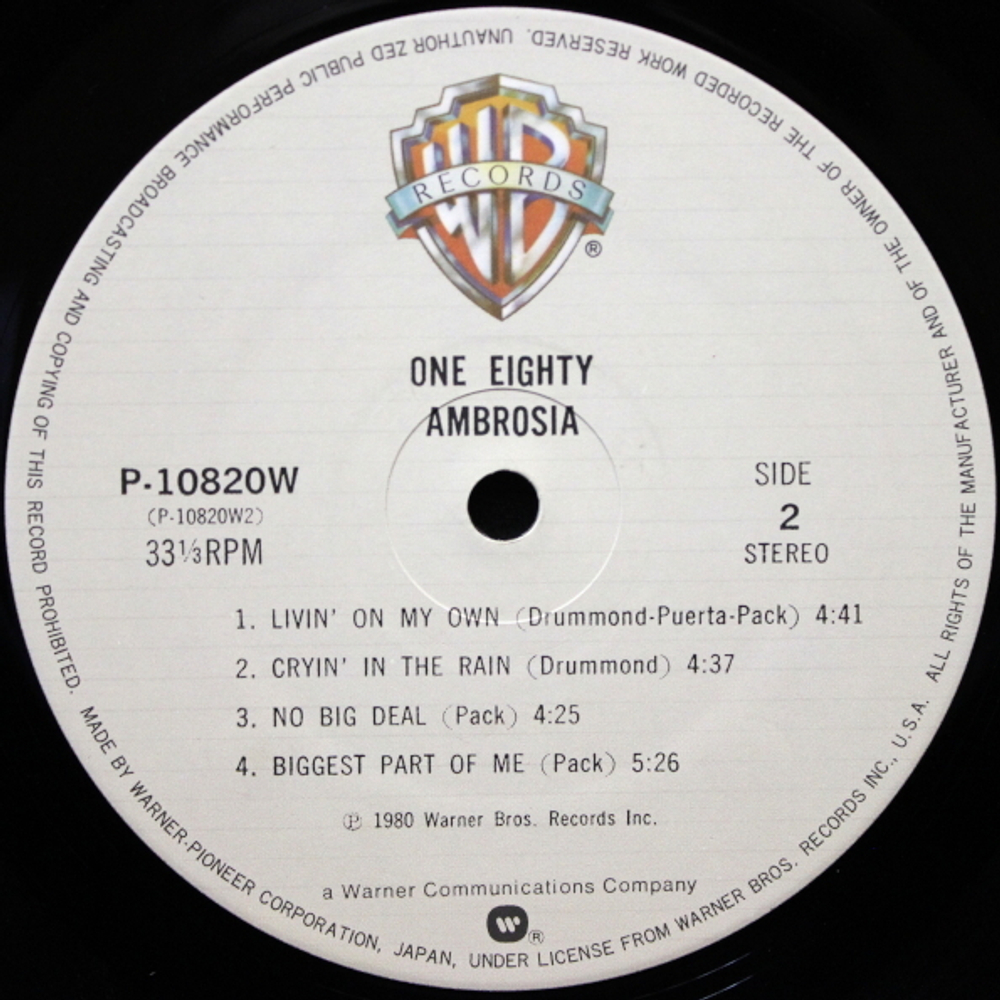 WB
RECORDS
®
ONE EIGHTY
AMBROSIA
P-10820W
(P-10820W2)
33⅓RPM
SIDE
2
STEREO
1. LIVIN' ON MY OWN (Drummond-Puerta-Pack) 4:41
2. CRYIN' IN THE RAIN (Drummond) 4:37
3. NO BIG DEAL (Pack) 4:25
4. BIGGEST PART OF ME (Pack) 5:26
Ⓟ 1980 Warner Bros. Records Inc.
a Warner Communications Company
W®
MADE BY WARNER-PIONEER CORPORATION, JAPAN, UNDER LICENSE FROM WARNER BROS. RECORDS INC., U.S.A. ALL RIGHTS OF THE MANUFACTURER AND OF THE OWNER OF THE RECORDED WORK RESERVED. UNAUTHOR ZED PUBLIC PERFORMANCE BROADCASTING AND COPYING OF THIS RECORD PROHIBITED.